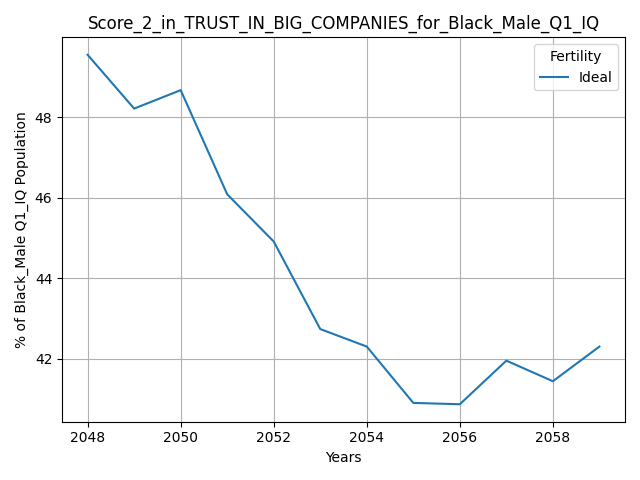 Score_2_in_TRUST_IN_BIG_COMPANIES_for_Black_Male_Q1_IQ
Fertility
Ideal
% of Black_Male Q1_IQ Population
48
46
44
42
2048 2050 2052 2054 2056 2058
Years